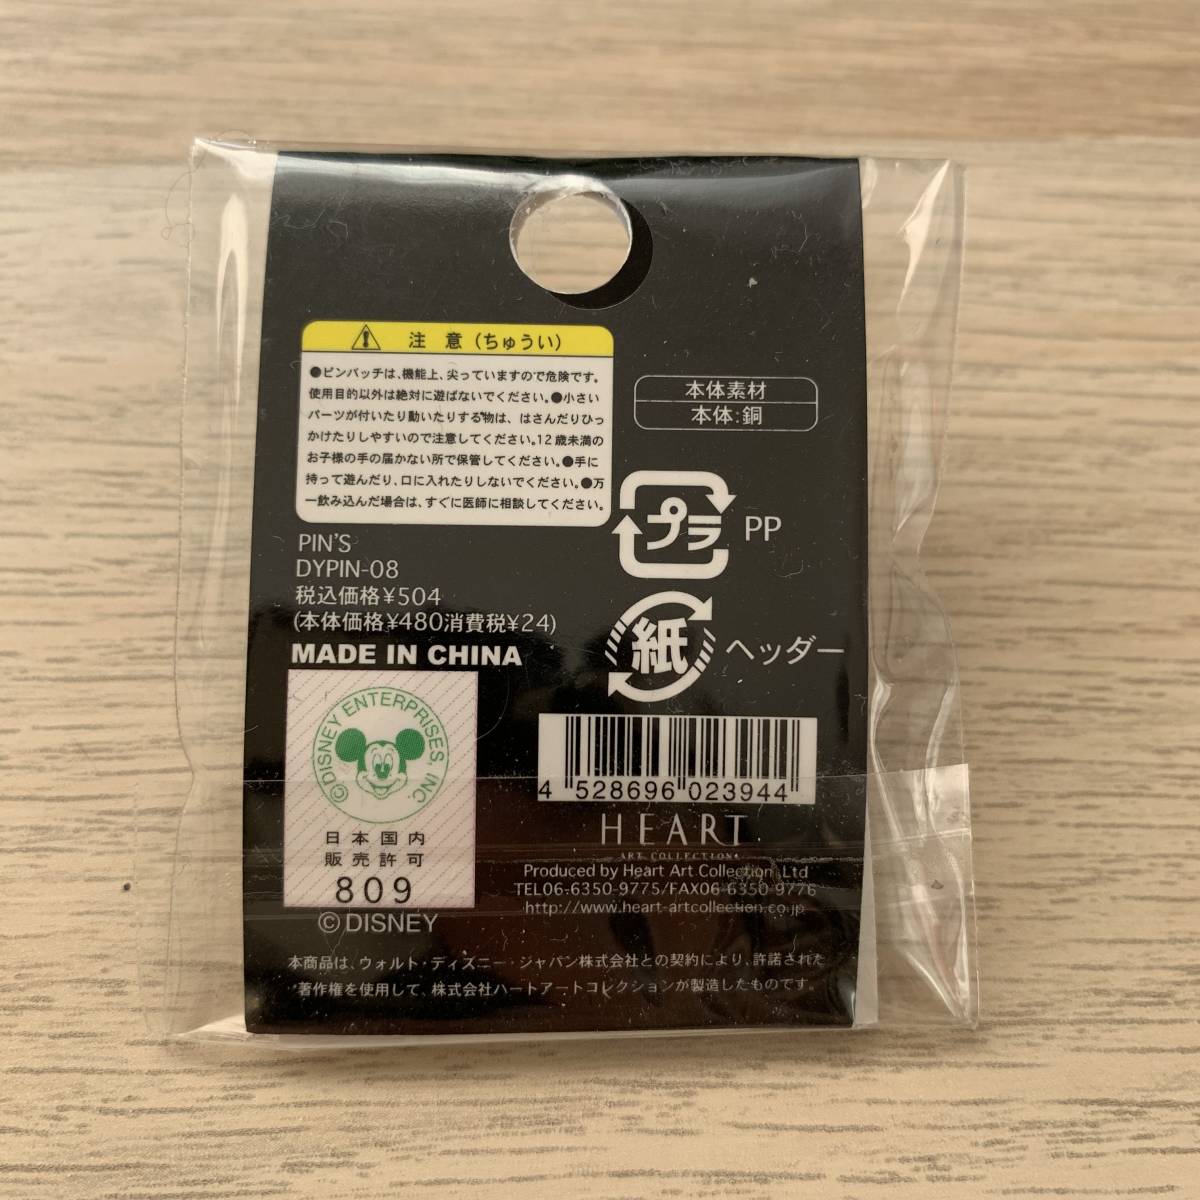 注 意 (ちゅうい)
●ピンバッチは、機能上、尖っていますので危険です。
使用目的以外は絶対に遊ばないでください。●小さい
パーツが付いたり動いたりする物は、はさんだりひっ
かけたりしやすいので注意してください。12歳未満の
お子様の手の届かない所で保管してください。●手に
持って遊んだり、口に入れたりしないでください。●万
一飲み込んだ場合は、すぐに医師に相談してください。
本体素材
本体:銅
プラ PP
紙 ヘッダー
PIN'S
DYPIN-08
税込価格¥504
(本体価格¥480消費税¥24)
MADE IN CHINA
©DISNEY ENTERPRISES, INC.
日本国内
販売許可
809
©DISNEY
4 528696 023944
HEART
ART COLLECTION
Produced by Heart Art Collection .Ltd
TEL06-6350-9775/FAX06-6350-9776
http://www.heart-artcollection.co.jp
本商品は、ウォルト・ディズニー・ジャパン株式会社との契約により、許諾された
著作権を使用して、株式会社ハートアートコレクションが製造したものです。